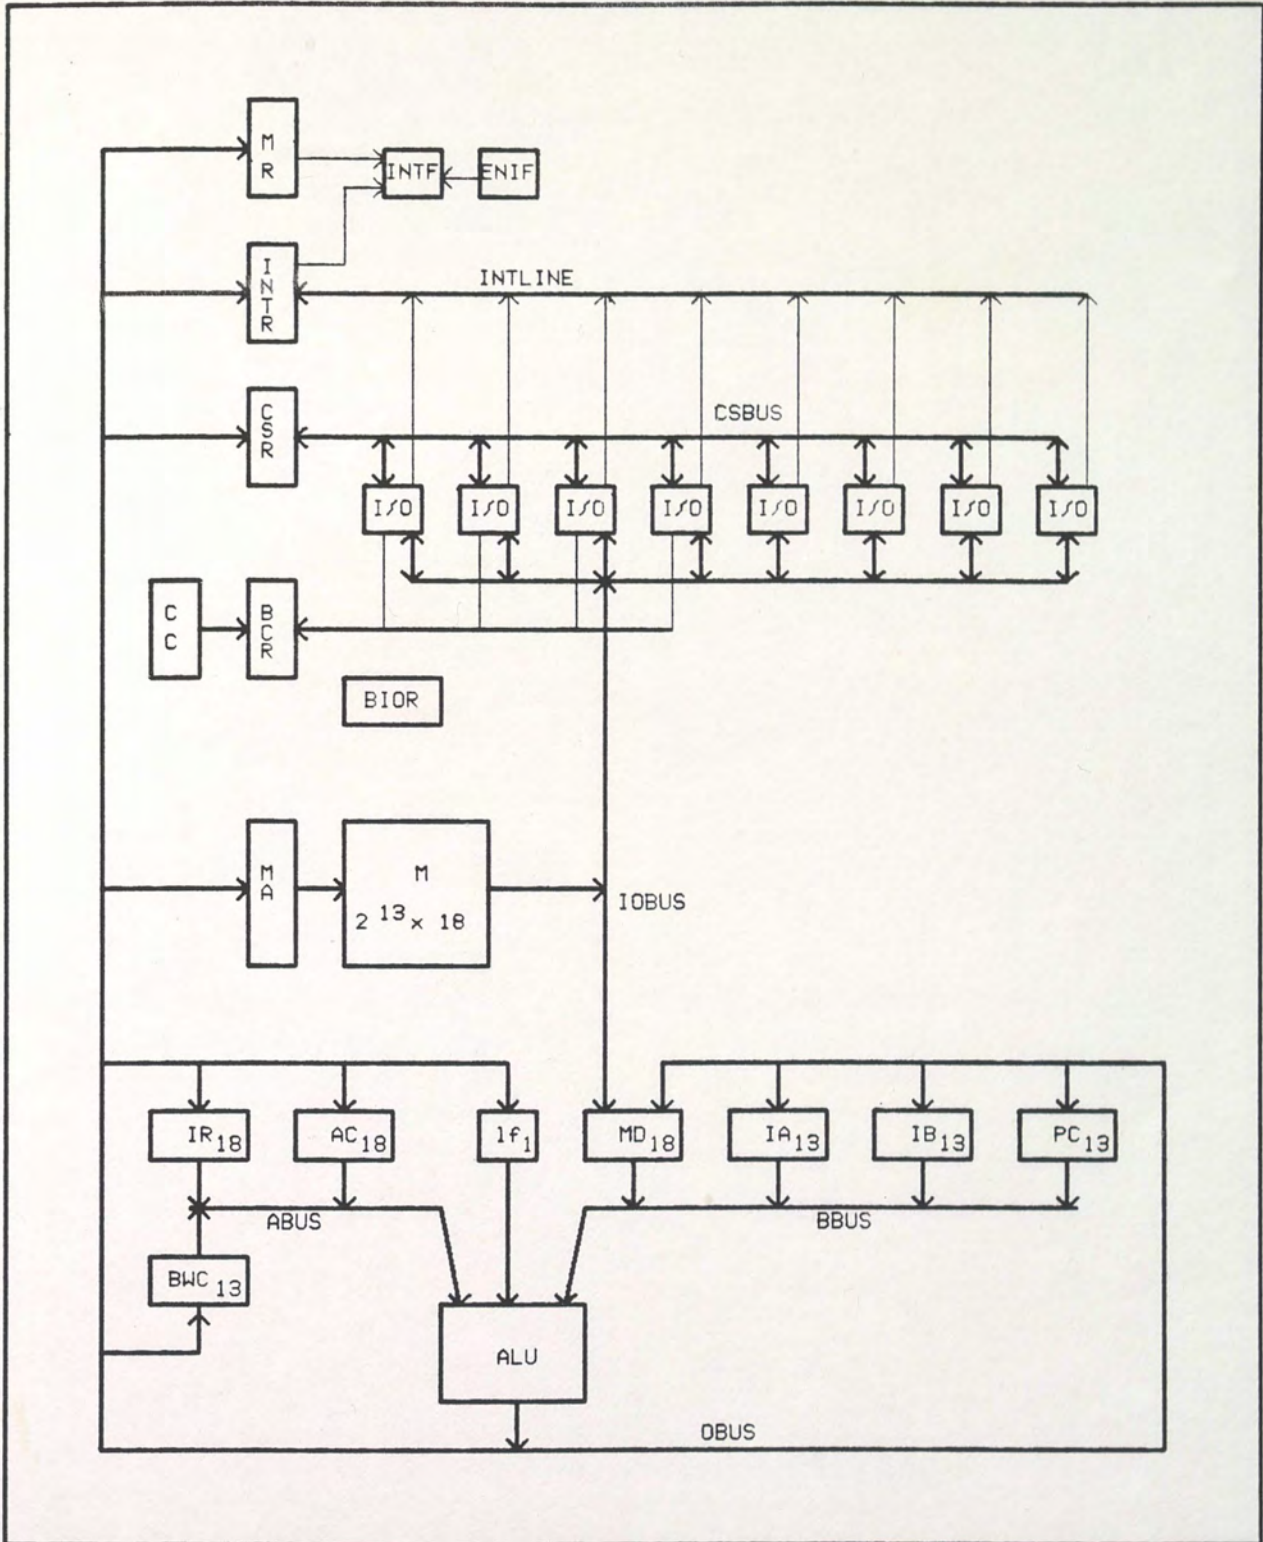 M
R
INTF
ENIF
I
N
T
R
INTLINE
C
S
R
CSBUS
I/O I/O I/O I/O I/O I/O I/O I/O
C
C
B
C
R
BIOR
M
A
M
2 13 x 18
IOBUS
IR18 AC18 lf1 MD18 IA13 IB13 PC13
ABUS
BBUS
BWC13
ALU
OBUS